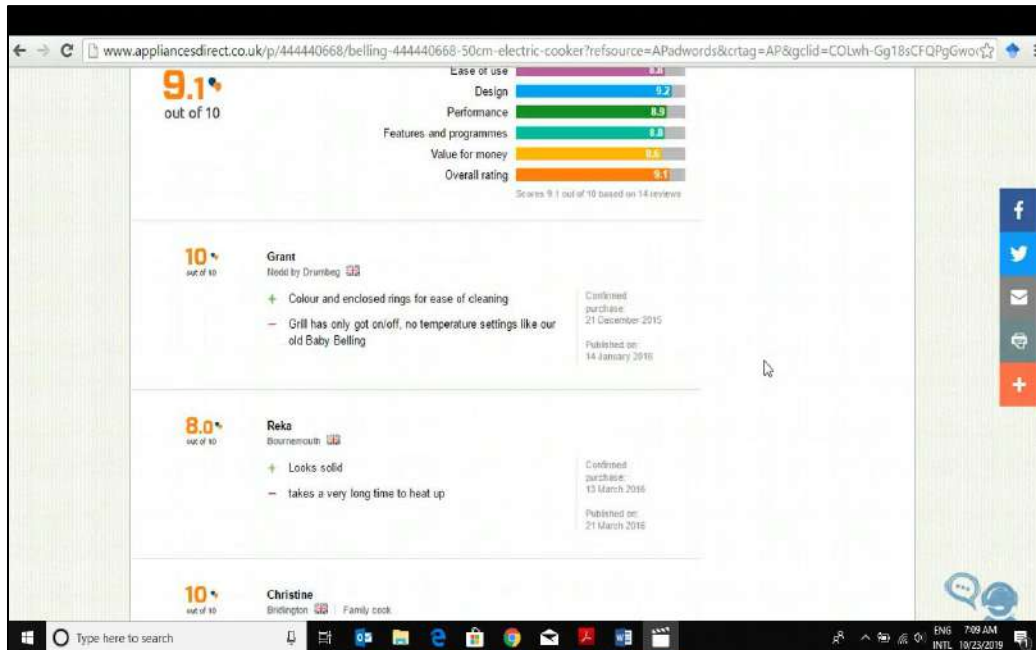 www.appliancesdirect.co.uk/p/444440668/belling-444440668-50cm-electric-cooker?refsource=APadwords&crtag=AP&gclid=COLwh-Gg18sCFQPgGwod
9.1
out of 10
Ease of use
Design 9.2
Performance 8.9
Features and programmes 8.8
Value for money 8.6
Overall rating 9.1
Scores 9.1 out of 10 based on 14 reviews
10
out of 10
Grant
Nedd by Drumbeg
+ Colour and enclosed rings for ease of cleaning
− Grill has only got on/off, no temperature settings like our
old Baby Belling
Confirmed
purchase:
21 December 2015
Published on:
14 January 2016
8.0
out of 10
Reka
Bournemouth
+ Looks solid
− takes a very long time to heat up
Confirmed
purchase:
13 March 2016
Published on:
21 March 2016
10
out of 10
Christine
Bridlington | Family cook
Type here to search
ENG 7:09 AM
INTL 10/23/2019